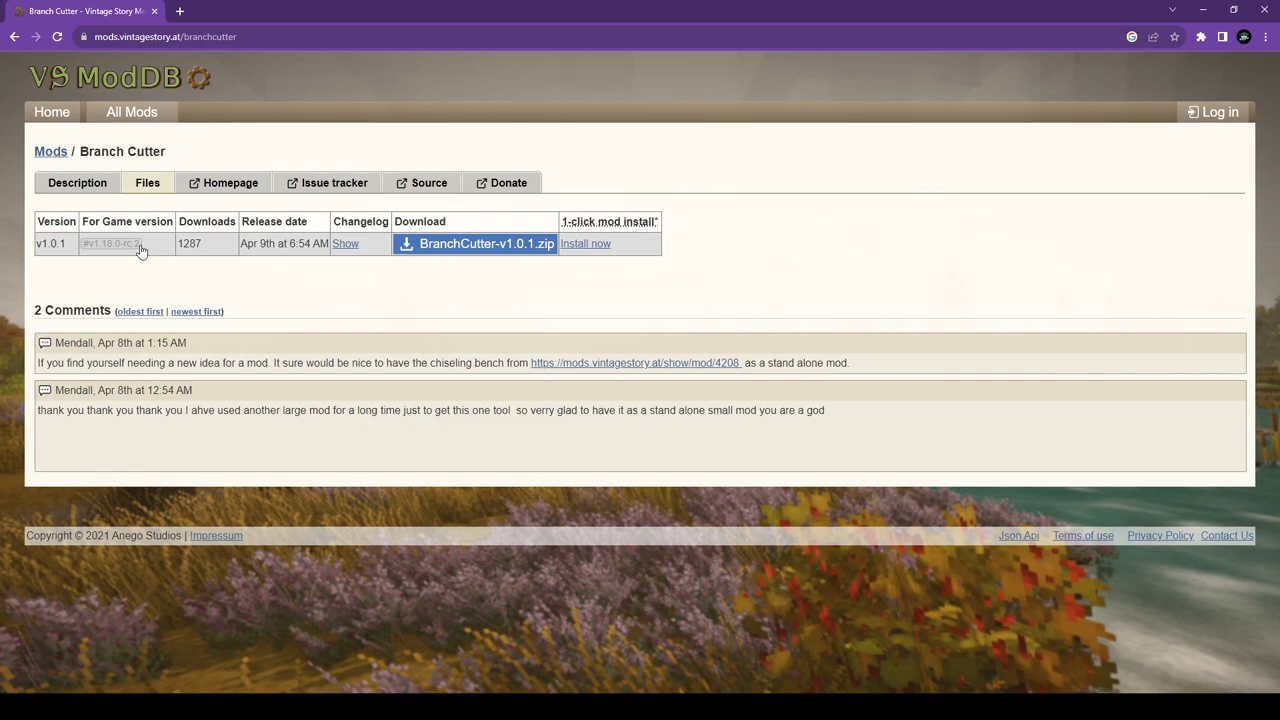 Branch Cutter - Vintage Story M
mods.vintagestory.at/branchcutter
VS ModDB
Home All Mods Log in
Mods / Branch Cutter
Description Files Homepage Issue tracker Source Donate
Version For Game version Downloads Release date Changelog Download 1-click mod install*
v1.0.1 #v1.18.0-rc.2 1287 Apr 9th at 6:54 AM Show BranchCutter-v1.0.1.zip Install now
2 Comments (oldest first | newest first)
Mendall, Apr 8th at 1:15 AM
If you find yourself needing a new idea for a mod. It sure would be nice to have the chiseling bench from https://mods.vintagestory.at/show/mod/4208 as a stand alone mod.
Mendall, Apr 8th at 12:54 AM
thank you thank you thank you I ahve used another large mod for a long time just to get this one tool so verry glad to have it as a stand alone small mod you are a god
Copyright © 2021 Anego Studios | Impressum Json Api Terms of use Privacy Policy Contact Us